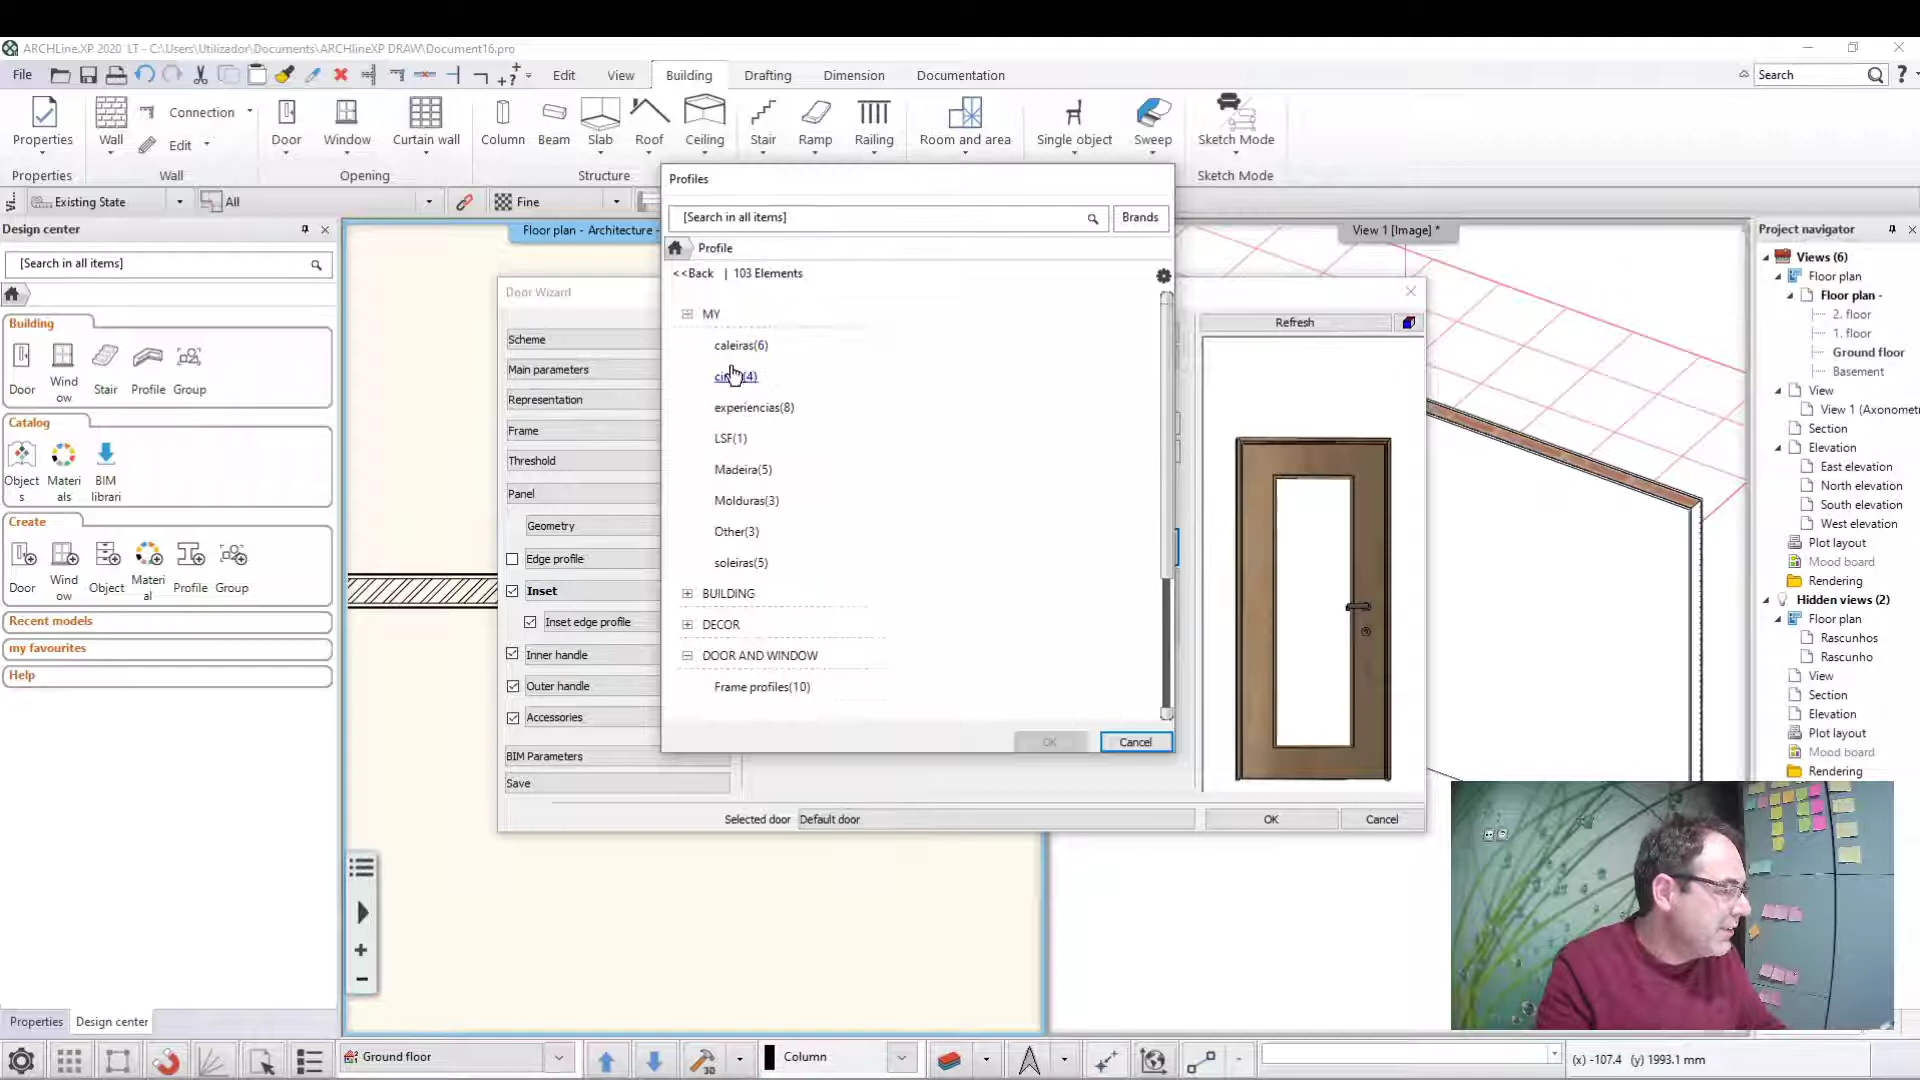 ARCHLine.XP 2020 LT - C:\Users\Utilizador\Documents\ARCHlineXP DRAW\Document16.pro
File
Edit
View
Building
Drafting
Dimension
Documentation
Search
Properties
Wall
Connection
Edit
Door
Window
Curtain wall
Column
Beam
Slab
Roof
Ceiling
Stair
Ramp
Railing
Room and area
Single object
Sweep
Sketch Mode
Properties
Wall
Opening
Structure
Sketch Mode
Existing State
All
Fine
Design center
[Search in all items]
Building
Door
Wind
ow
Stair
Profile
Group
Catalog
Object
s
Materi
als
BIM
librari
Create
Door
Wind
ow
Object
Materi
al
Profile
Group
Recent models
my favourites
Help
Properties
Design center
Floor plan - Architecture -
View 1 [Image] *
Door Wizard
Scheme
Main parameters
Representation
Frame
Threshold
Panel
Geometry
Edge profile
Inset
Inset edge profile
Inner handle
Outer handle
Accessories
BIM Parameters
Save
Refresh
Selected door
Default door
OK
Cancel
Profiles
[Search in all items]
Brands
Profile
<<Back | 103 Elements
MY
caleiras(6)
experiencias(8)
LSF(1)
Madeira(5)
Molduras(3)
Other(3)
soleiras(5)
BUILDING
DECOR
DOOR AND WINDOW
Frame profiles(10)
OK
Cancel
Project navigator
Views (6)
Floor plan
Floor plan -
2. floor
1. floor
Ground floor
Basement
View
View 1 (Axonomet
Section
Elevation
East elevation
North elevation
South elevation
West elevation
Plot layout
Mood board
Rendering
Hidden views (2)
Floor plan
Rascunhos
Rascunho
View
Section
Elevation
Plot layout
Mood board
Rendering
Ground floor
3D
Column
(x) -107.4 (y) 1993.1 mm